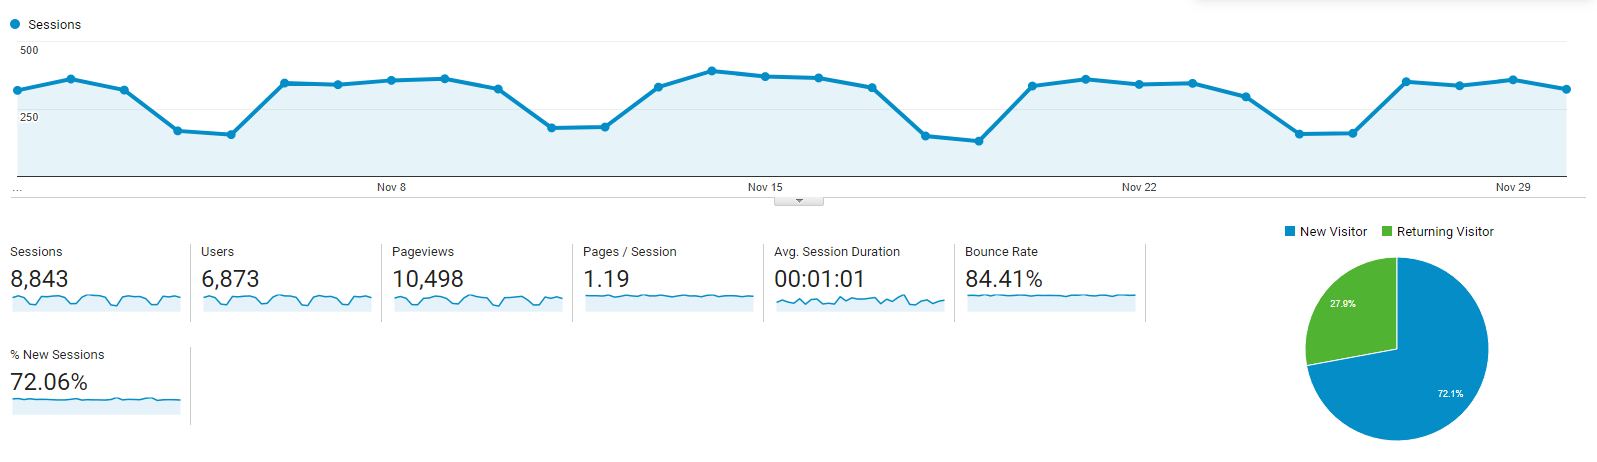 Sessions
500
250
...
Nov 8
Nov 15
Nov 22
Nov 29
New Visitor
Returning Visitor
Sessions
8,843
Users
6,873
Pageviews
10,498
Pages / Session
1.19
Avg. Session Duration
00:01:01
Bounce Rate
84.41%
% New Sessions
72.06%
27.9%
72.1%